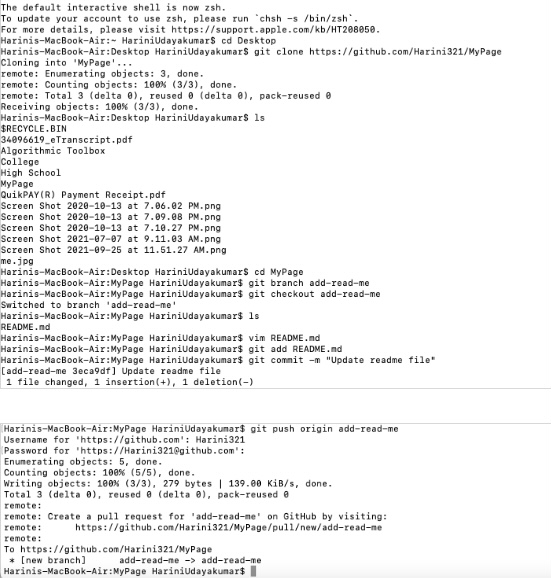 The default interactive shell is now zsh.
To update your account to use zsh, please run `chsh -s /bin/zsh`.
For more details, please visit https://support.apple.com/kb/HT208050.
Harinis-MacBook-Air:~ HariniUdayakumar$ cd Desktop
Harinis-MacBook-Air:Desktop HariniUdayakumar$ git clone https://github.com/Harini321/MyPage
Cloning into 'MyPage'...
remote: Enumerating objects: 3, done.
remote: Counting objects: 100% (3/3), done.
remote: Total 3 (delta 0), reused 0 (delta 0), pack-reused 0
Receiving objects: 100% (3/3), done.
Harinis-MacBook-Air:Desktop HariniUdayakumar$ ls
$RECYCLE.BIN
34096619_eTranscript.pdf
Algorithmic Toolbox
College
High School
MyPage
QuikPAY(R) Payment Receipt.pdf
Screen Shot 2020-10-13 at 7.06.02 PM.png
Screen Shot 2020-10-13 at 7.09.08 PM.png
Screen Shot 2020-10-13 at 7.10.27 PM.png
Screen Shot 2021-07-07 at 9.11.03 AM.png
Screen Shot 2021-09-25 at 11.51.27 AM.png
me.jpg
Harinis-MacBook-Air:Desktop HariniUdayakumar$ cd MyPage
Harinis-MacBook-Air:MyPage HariniUdayakumar$ git branch add-read-me
Harinis-MacBook-Air:MyPage HariniUdayakumar$ git checkout add-read-me
Switched to branch 'add-read-me'
Harinis-MacBook-Air:MyPage HariniUdayakumar$ ls
README.md
Harinis-MacBook-Air:MyPage HariniUdayakumar$ vim README.md
Harinis-MacBook-Air:MyPage HariniUdayakumar$ git add README.md
Harinis-MacBook-Air:MyPage HariniUdayakumar$ git commit -m "Update readme file"
[add-read-me 3eca9df] Update readme file
1 file changed, 1 insertion(+), 1 deletion(-)
Harinis-MacBook-Air:MyPage HariniUdayakumar$ git push origin add-read-me
Username for 'https://github.com': Harini321
Password for 'https://Harini321@github.com':
Enumerating objects: 5, done.
Counting objects: 100% (5/5), done.
Writing objects: 100% (3/3), 279 bytes | 139.00 KiB/s, done.
Total 3 (delta 0), reused 0 (delta 0), pack-reused 0
remote:
remote: Create a pull request for 'add-read-me' on GitHub by visiting:
remote: https://github.com/Harini321/MyPage/pull/new/add-read-me
remote:
To https://github.com/Harini321/MyPage
* [new branch] add-read-me -> add-read-me
Harinis-MacBook-Air:MyPage HariniUdayakumar$